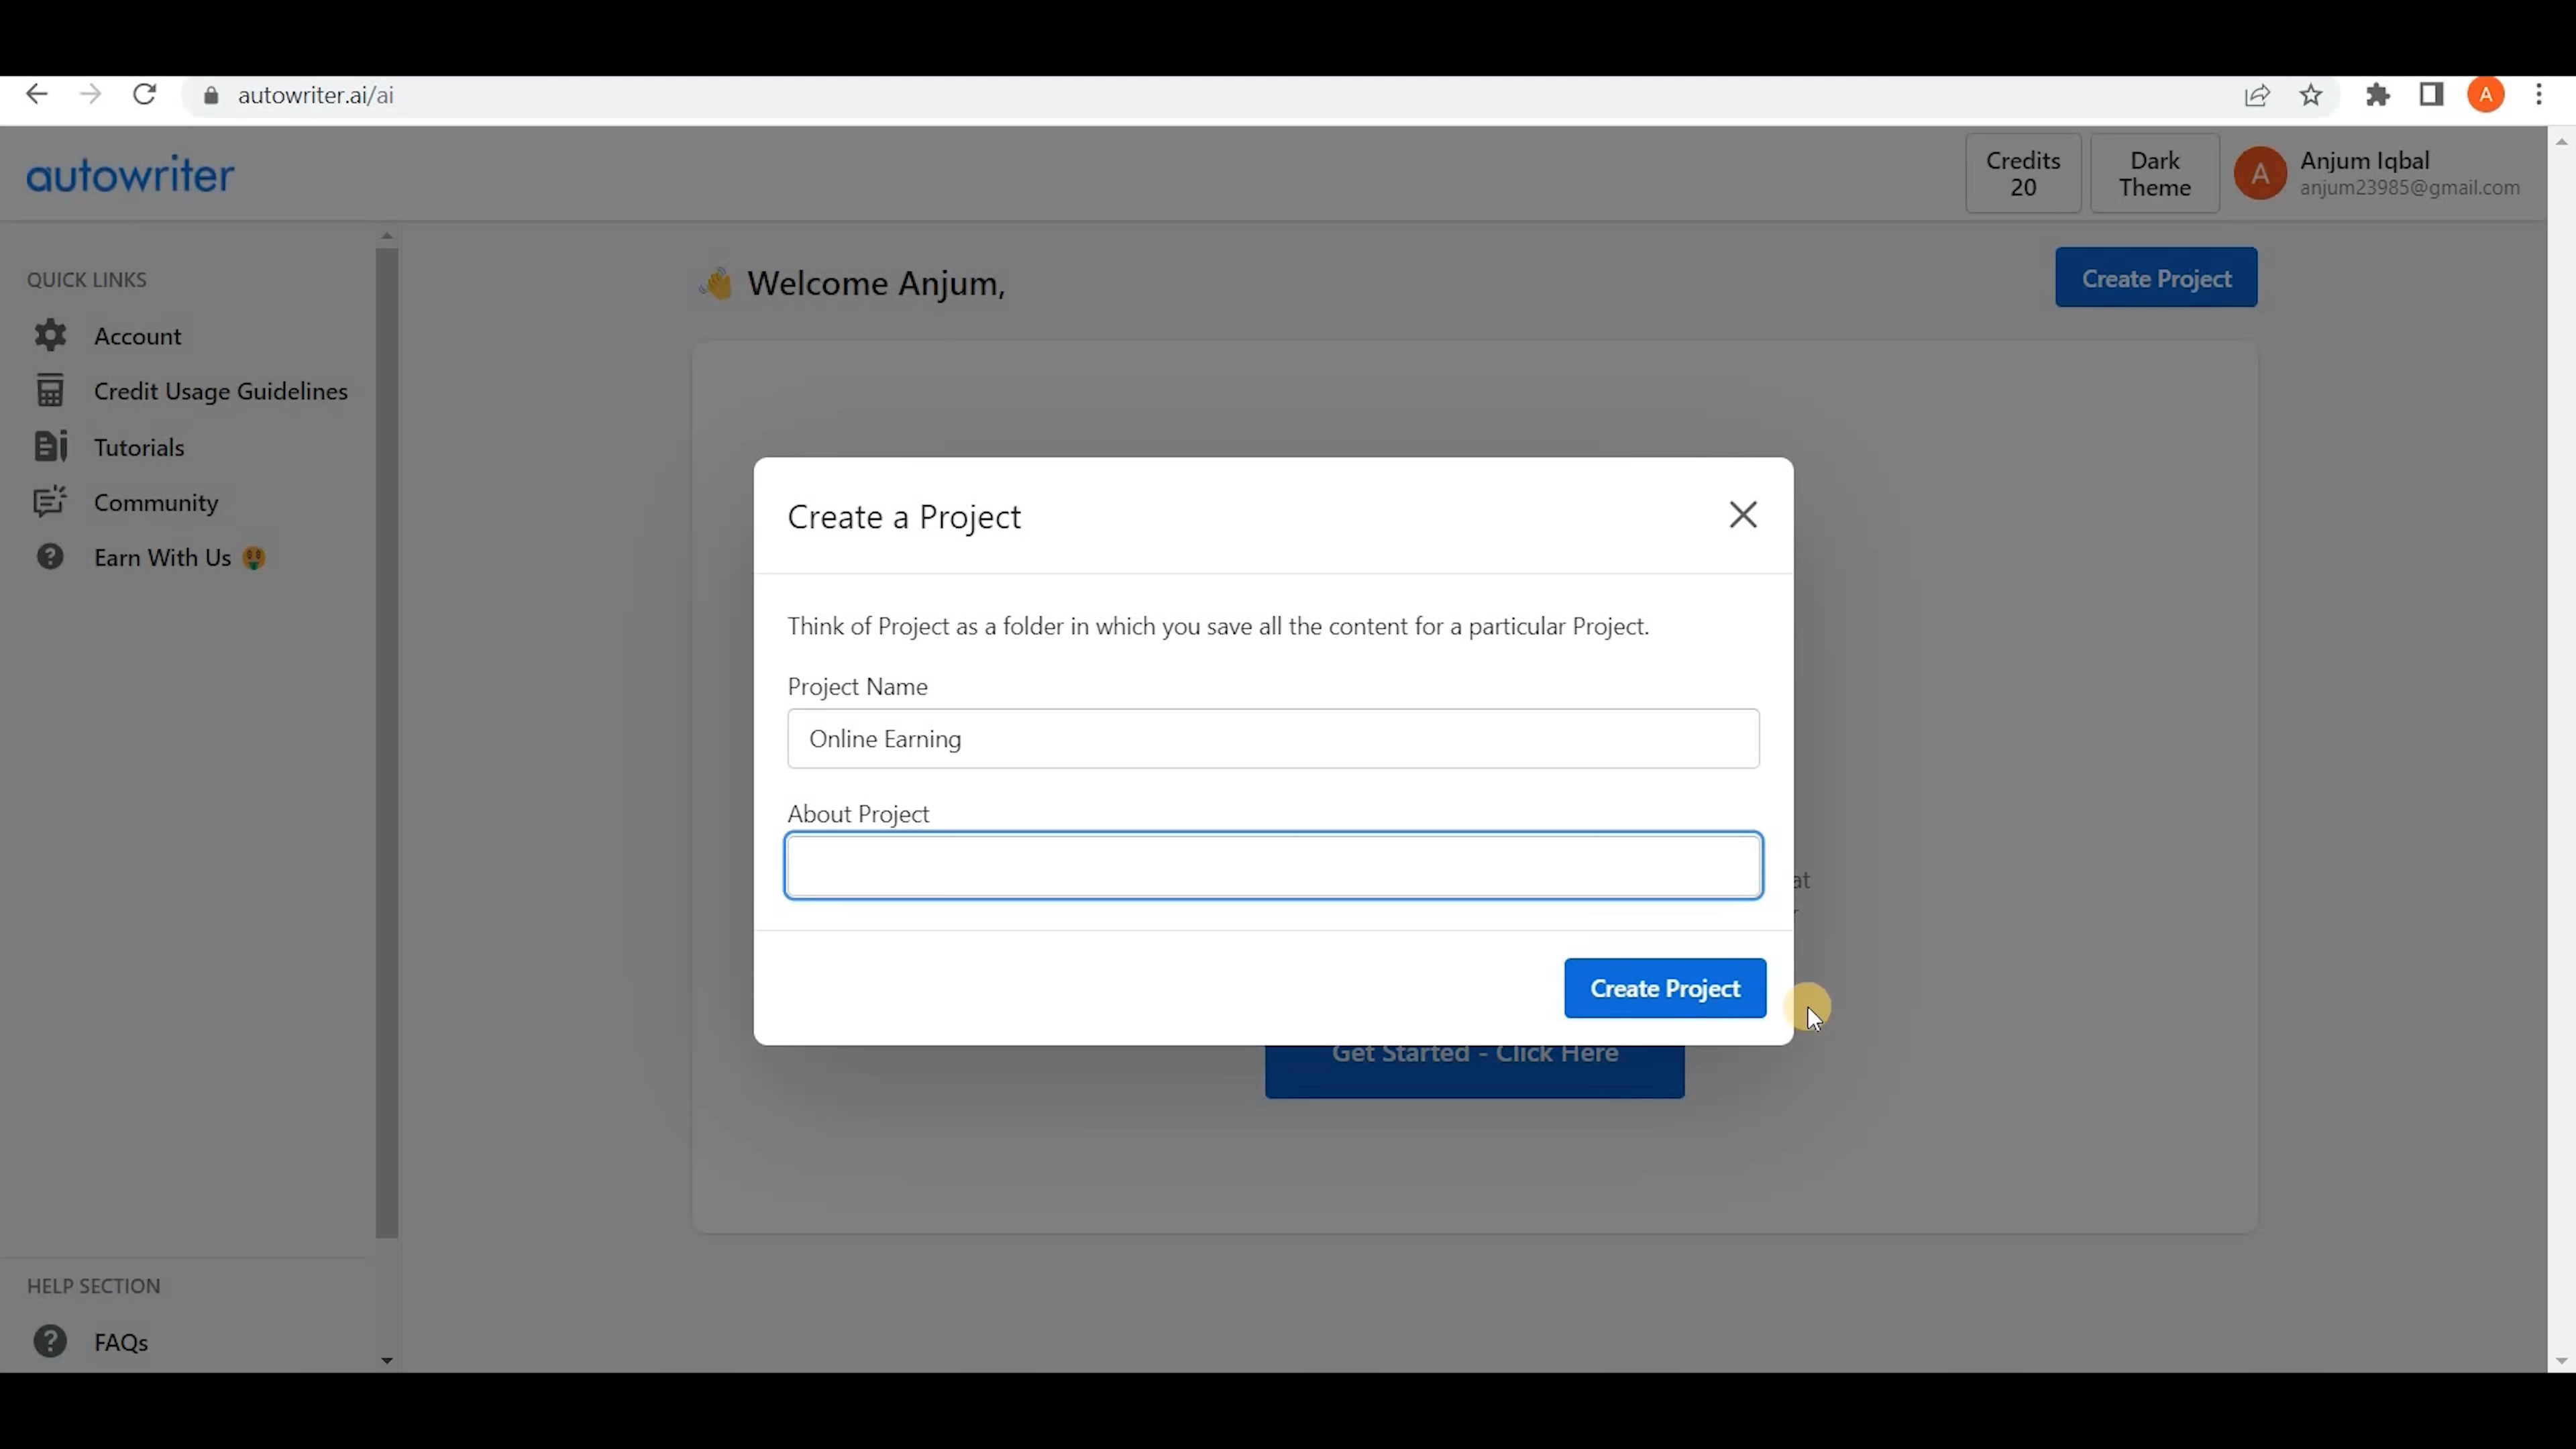 autowriter.ai/ai
A
autowriter
Credits
20
Dark
Theme
A
Anjum Iqbal
anjum23985@gmail.com
QUICK LINKS
Account
Credit Usage Guidelines
Tutorials
Community
Earn With Us
Welcome Anjum,
Create Project
Create a Project
Think of Project as a folder in which you save all the content for a particular Project.
Project Name
Online Earning
About Project
at
Create Project
Get Started - Click Here
HELP SECTION
FAQs